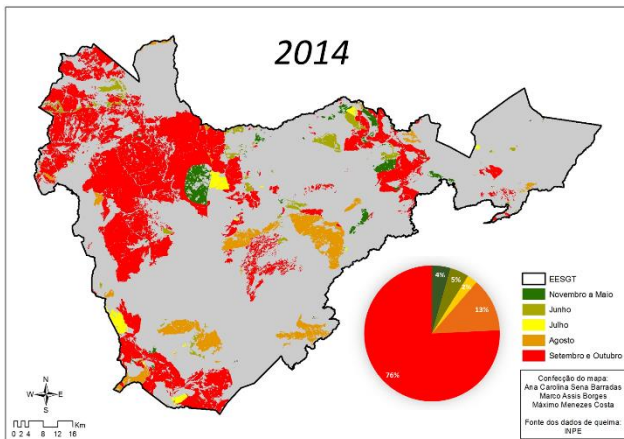 2014
4%
5%
2%
13%
76%
EESGT
Novembro a Maio
Junho
Julho
Agosto
Setembro e Outubro
N
W E
S
0 2 4 8 12 16 Km
Confecção do mapa:
Ana Carolina Sena Barradas
Marco Assis Borges
Máximo Menezes Costa
Fonte dos dados de queima:
INPE